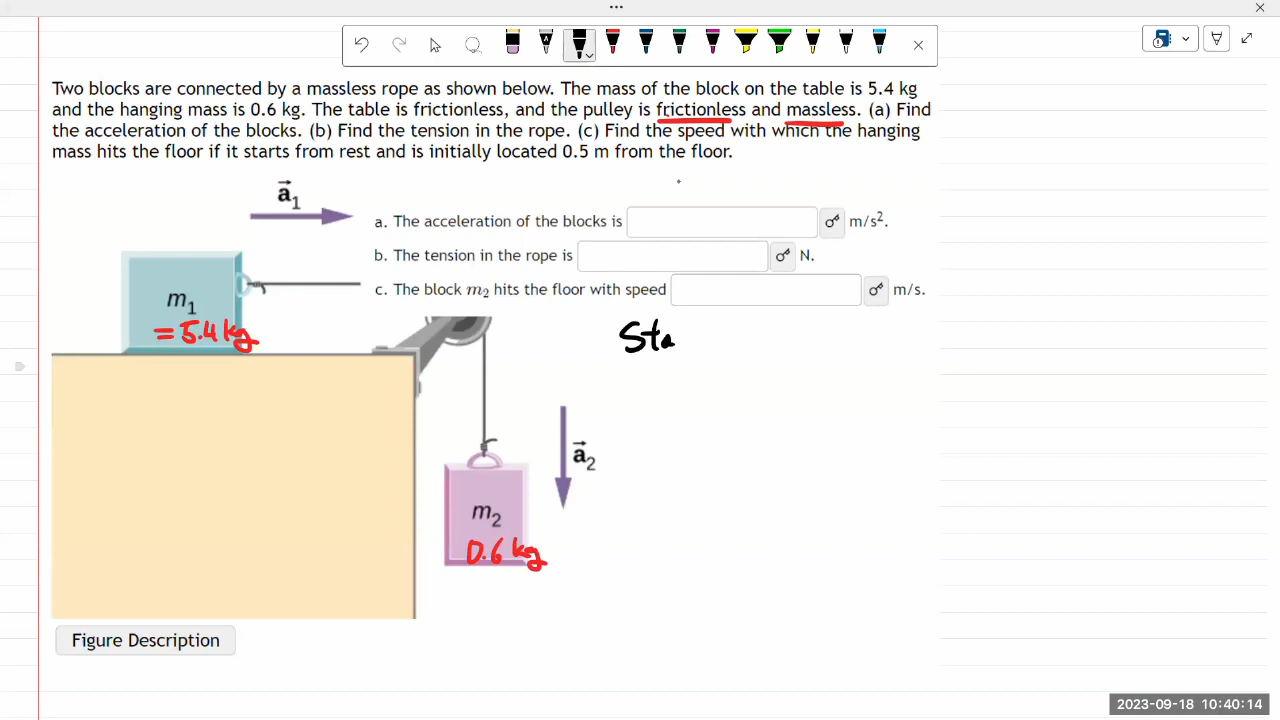 Two blocks are connected by a massless rope as shown below. The mass of the block on the table is 5.4 kg
and the hanging mass is 0.6 kg. The table is frictionless, and the pulley is frictionless and massless. (a) Find
the acceleration of the blocks. (b) Find the tension in the rope. (c) Find the speed with which the hanging
mass hits the floor if it starts from rest and is initially located 0.5 m from the floor.
a⃗₁
a. The acceleration of the blocks is m/s².
b. The tension in the rope is N.
c. The block m₂ hits the floor with speed m/s.
m₁
= 5.4 kg
Sta
a⃗₂
m₂
0.6 kg
Figure Description
2023-09-18 10:40:14